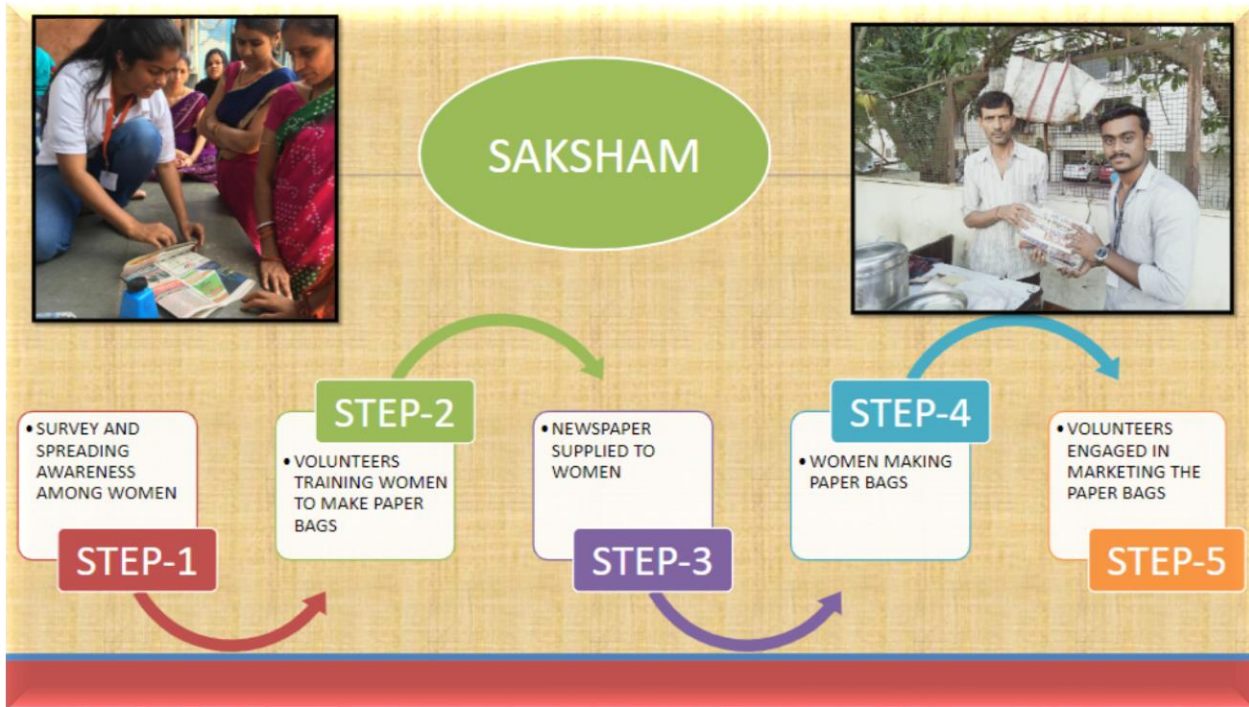 SAKSHAM
• SURVEY AND
SPREADING
AWARENESS
AMONG WOMEN
STEP-1
STEP-2
• VOLUNTEERS
TRAINING WOMEN
TO MAKE PAPER
BAGS
• NEWSPAPER
SUPPLIED TO
WOMEN
STEP-3
STEP-4
• WOMEN MAKING
PAPER BAGS
• VOLUNTEERS
ENGAGED IN
MARKETING THE
PAPER BAGS
STEP-5